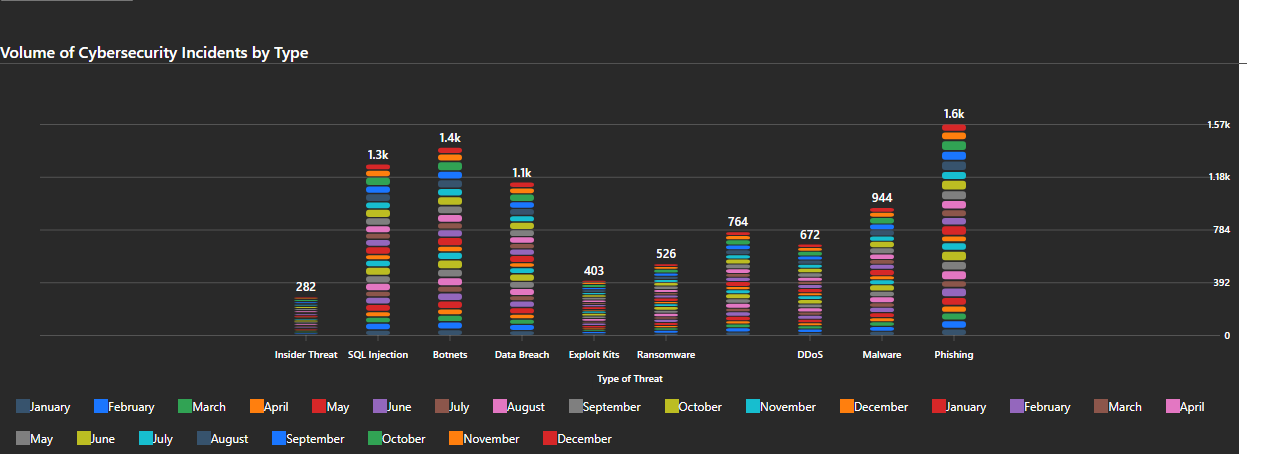 Volume of Cybersecurity Incidents by Type
1.6k
1.57k
1.4k
1.3k
1.1k
1.18k
944
764
784
672
526
403
392
282
0
Insider Threat SQL Injection Botnets Data Breach Exploit Kits Ransomware DDoS Malware Phishing
Type of Threat
January February March April May June July August September October November December January February March April
May June July August September October November December